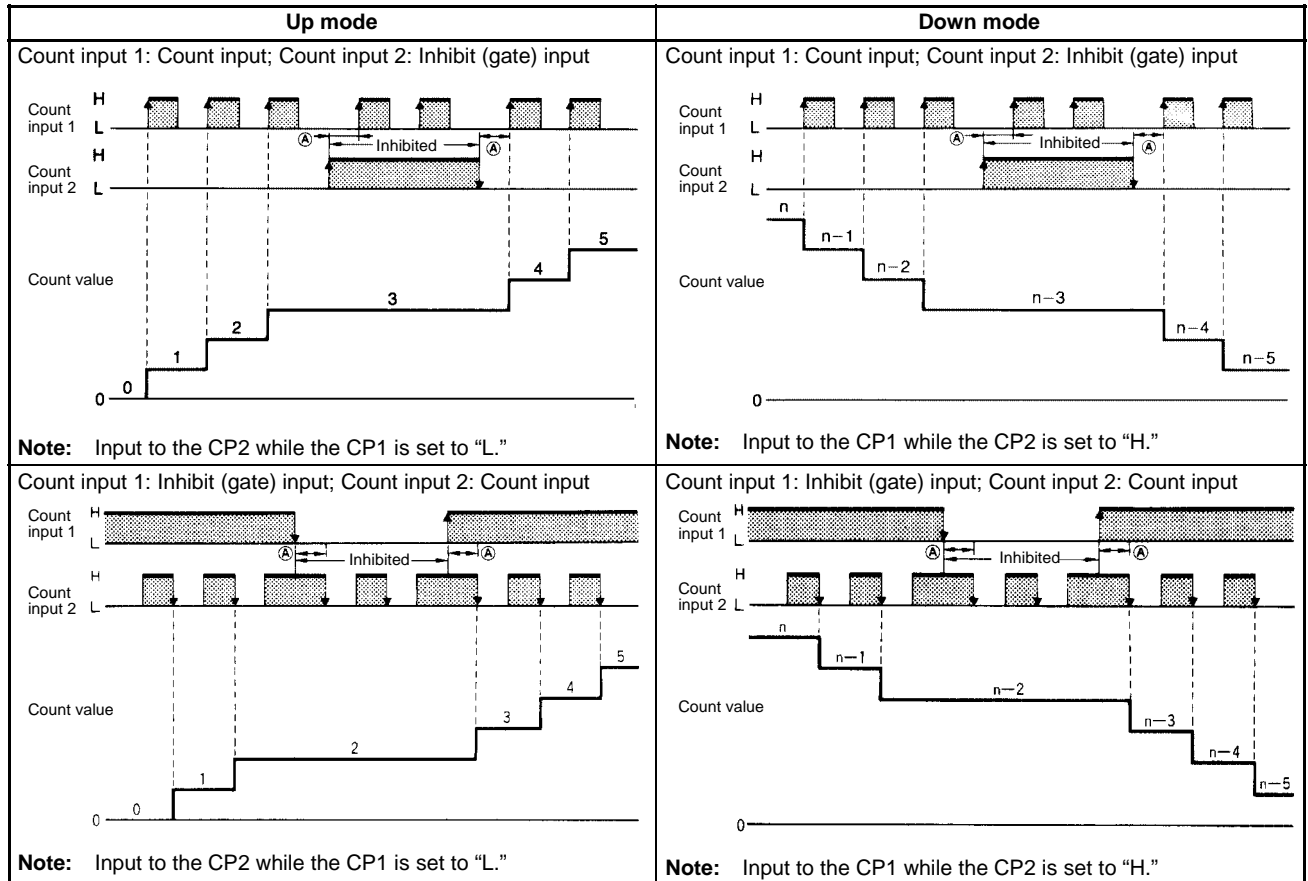 Up mode
Down mode
Count input 1: Count input; Count input 2: Inhibit (gate) input
Count
input 1
H
L
Ⓐ
Inhibited
Ⓐ
Count
input 2
H
L
Count value
0
0
1
2
3
4
5
Note: Input to the CP2 while the CP1 is set to “L.”
Count input 1: Count input; Count input 2: Inhibit (gate) input
Count
input 1
H
L
Ⓐ
Inhibited
Ⓐ
Count
input 2
H
L
Count value
n
n−1
n−2
n−3
n−4
n−5
0
Note: Input to the CP1 while the CP2 is set to “H.”
Count input 1: Inhibit (gate) input; Count input 2: Count input
Count
input 1
H
L
Ⓐ
Inhibited
Ⓐ
Count
input 2
H
L
Count value
0
0
1
2
3
4
5
Note: Input to the CP2 while the CP1 is set to “L.”
Count input 1: Inhibit (gate) input; Count input 2: Count input
Count
input 1
H
L
Ⓐ
Inhibited
Ⓐ
Count
input 2
H
L
Count value
n
n−1
n−2
n−3
n−4
n−5
0
Note: Input to the CP1 while the CP2 is set to “H.”